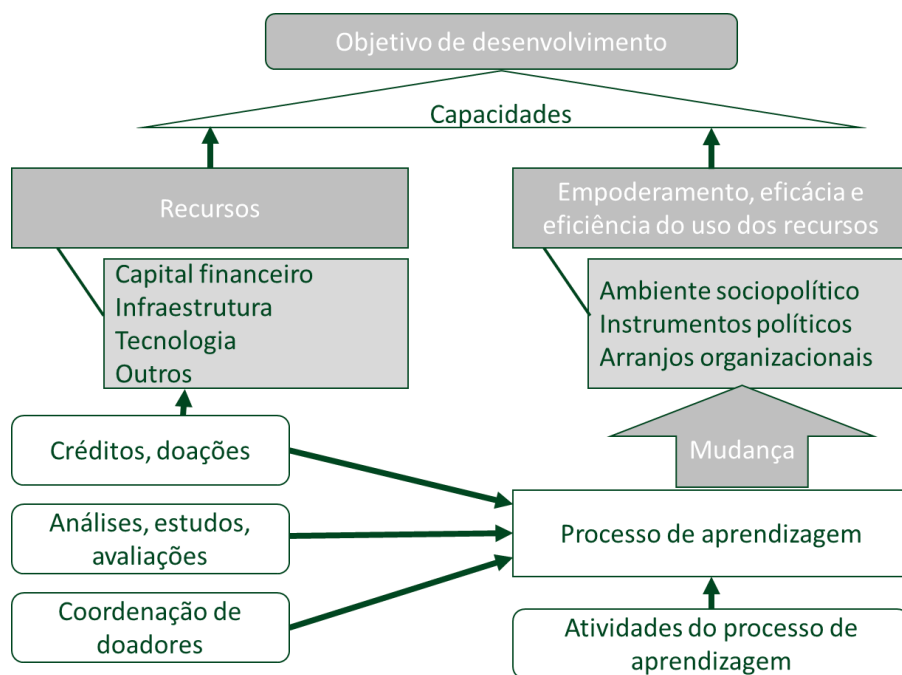 Objetivo de desenvolvimento
Capacidades
Recursos
Empoderamento, eficácia e
eficiência do uso dos recursos
Capital financeiro
Infraestrutura
Tecnologia
Outros
Ambiente sociopolítico
Instrumentos políticos
Arranjos organizacionais
Créditos, doações
Mudança
Análises, estudos,
avaliações
Processo de aprendizagem
Coordenação de
doadores
Atividades do processo de
aprendizagem